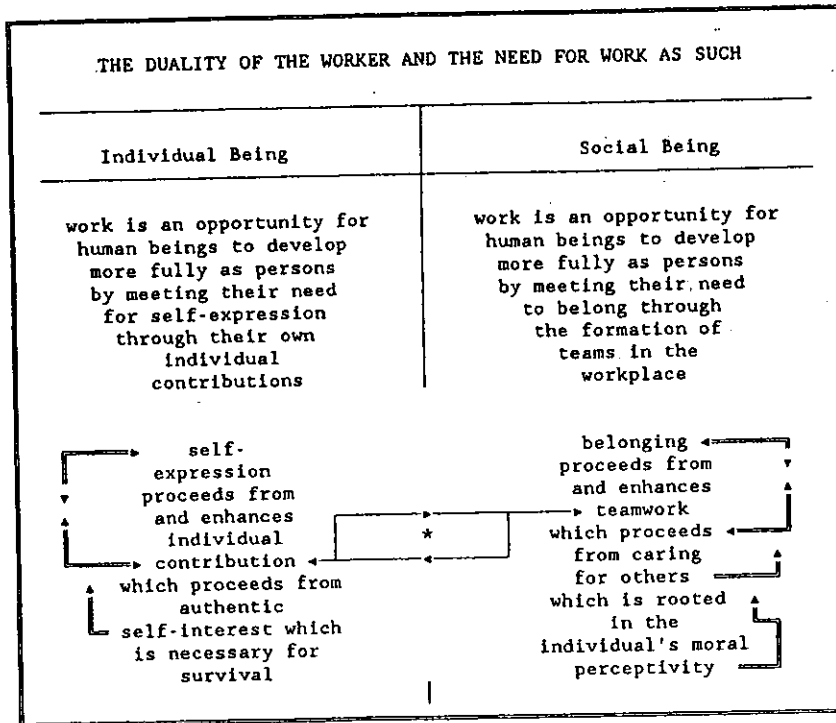 THE DUALITY OF THE WORKER AND THE NEED FOR WORK AS SUCH
Individual Being
work is an opportunity for
human beings to develop
more fully as persons
by meeting their need
for self-expression
through their own
individual
contributions
self-
expression
proceeds from
and enhances
individual
contribution
which proceeds from
authentic
self-interest which
is necessary for
survival
*
Social Being
work is an opportunity for
human beings to develop
more fully as persons
by meeting their need
to belong through
the formation of
teams in the
workplace
belonging
proceeds from
and enhances
teamwork
which proceeds
from caring
for others
which is rooted
in the
individual's moral
perceptivity